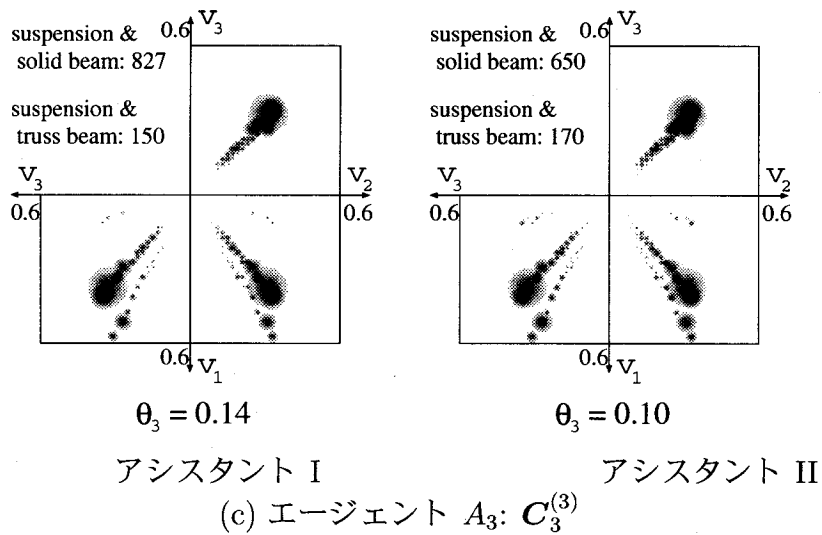 0.6 V₃
suspension &
solid beam: 827
suspension &
truss beam: 150
V₃
0.6
V₂
0.6
0.6 V₁
θ₃ = 0.14
アシスタント I
0.6 V₃
suspension &
solid beam: 650
suspension &
truss beam: 170
V₃
0.6
V₂
0.6
0.6 V₁
θ₃ = 0.10
アシスタント II
(c) エージェント A₃: C₃⁽³⁾